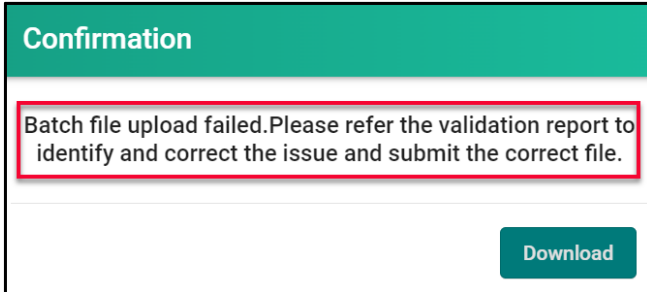 Confirmation
Batch file upload failed.Please refer the validation report to
identify and correct the issue and submit the correct file.
Download